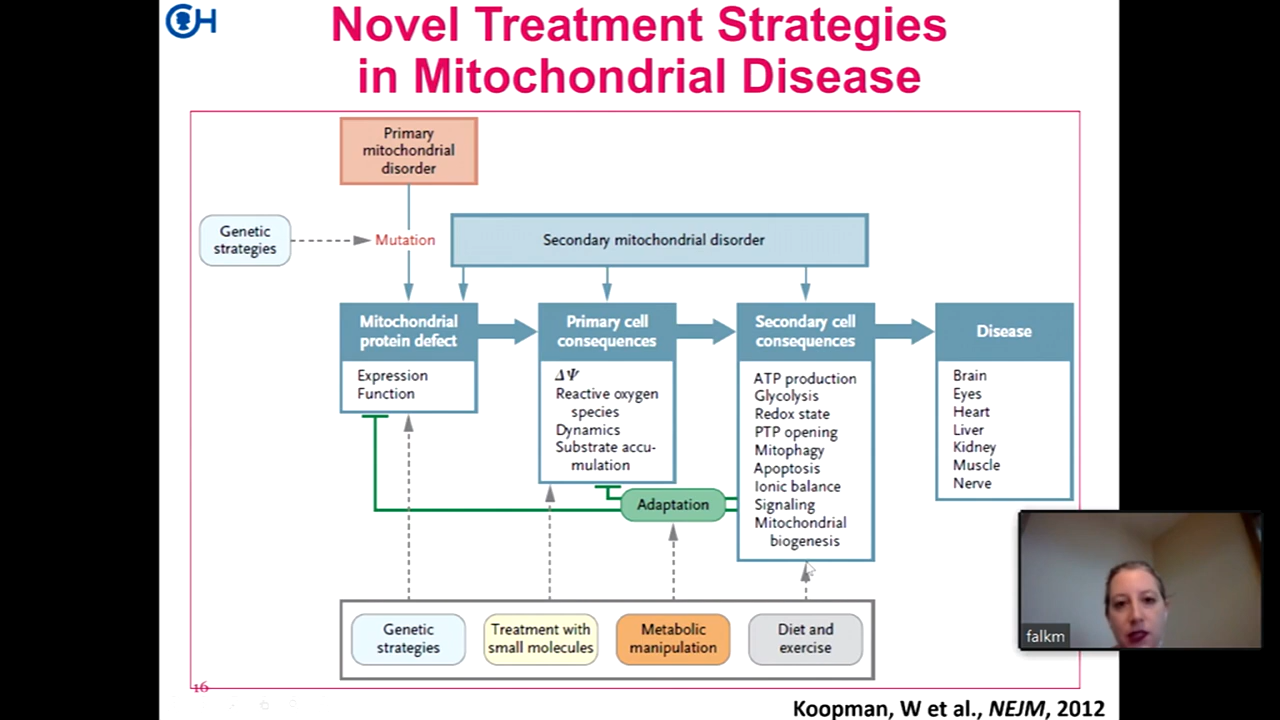 CH
Novel Treatment Strategies
in Mitochondrial Disease
Primary
mitochondrial
disorder
Genetic
strategies
Mutation
Secondary mitochondrial disorder
Mitochondrial
protein defect
Expression
Function
Primary cell
consequences
ΔΨ
Reactive oxygen
species
Dynamics
Substrate accu-
mulation
Secondary cell
consequences
ATP production
Glycolysis
Redox state
PTP opening
Mitophagy
Apoptosis
Ionic balance
Signaling
Mitochondrial
biogenesis
Disease
Brain
Eyes
Heart
Liver
Kidney
Muscle
Nerve
Adaptation
Genetic
strategies
Treatment with
small molecules
Metabolic
manipulation
Diet and
exercise
falkm
16
Koopman, W et al., NEJM, 2012